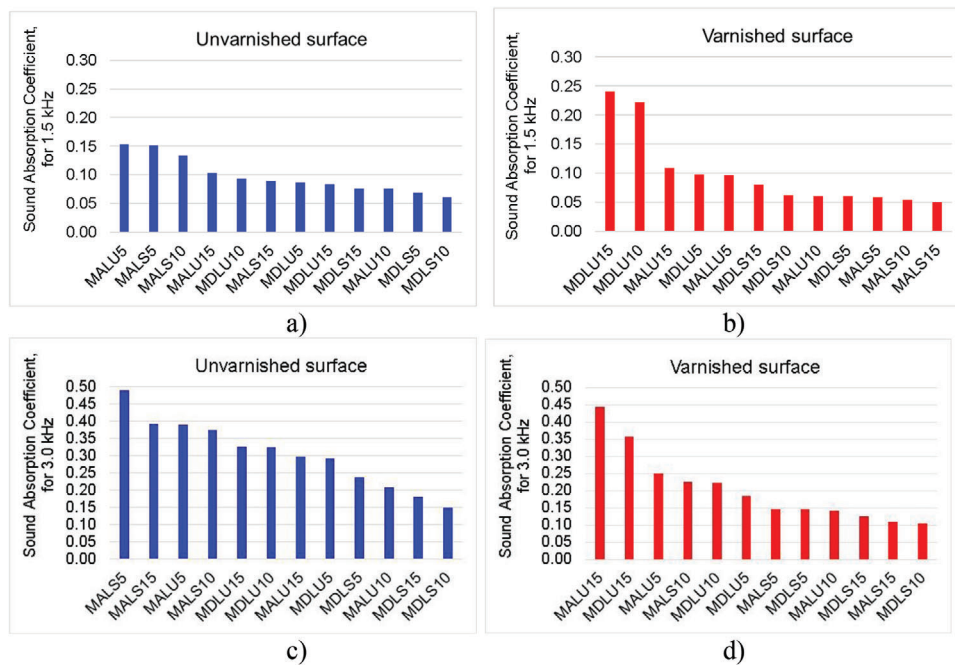 Unvarnished surface
Sound Absorption Coefficient,
for 1.5 kHz
0.30
0.25
0.20
0.15
0.10
0.05
0.00
MALU5
MALS5
MALS10
MALU15
MDLU10
MALS15
MDLU5
MDLU15
MDLS15
MALU10
MDLS5
MDLS10
a)
Varnished surface
Sound Absorption Coefficient,
for 1.5 kHz
0.30
0.25
0.20
0.15
0.10
0.05
0.00
MDLU15
MDLU10
MALU15
MDLU5
MALU5
MDLS15
MDLS10
MALU10
MDLS5
MALS5
MALS10
MALS15
b)
Unvarnished surface
Sound Absorption Coefficient,
for 3.0 kHz
0.50
0.45
0.40
0.35
0.30
0.25
0.20
0.15
0.10
0.05
0.00
MALS5
MALS15
MALU5
MALS10
MDLU15
MDLU10
MALU15
MDLU5
MDLS5
MALU10
MDLS15
MDLS10
c)
Varnished surface
Sound Absorption Coefficient,
for 3.0 kHz
0.50
0.45
0.40
0.35
0.30
0.25
0.20
0.15
0.10
0.05
0.00
MALU15
MDLU15
MALU5
MALS10
MDLU10
MDLU5
MALS5
MDLS5
MALU10
MDLS15
MALS15
MDLS10
d)